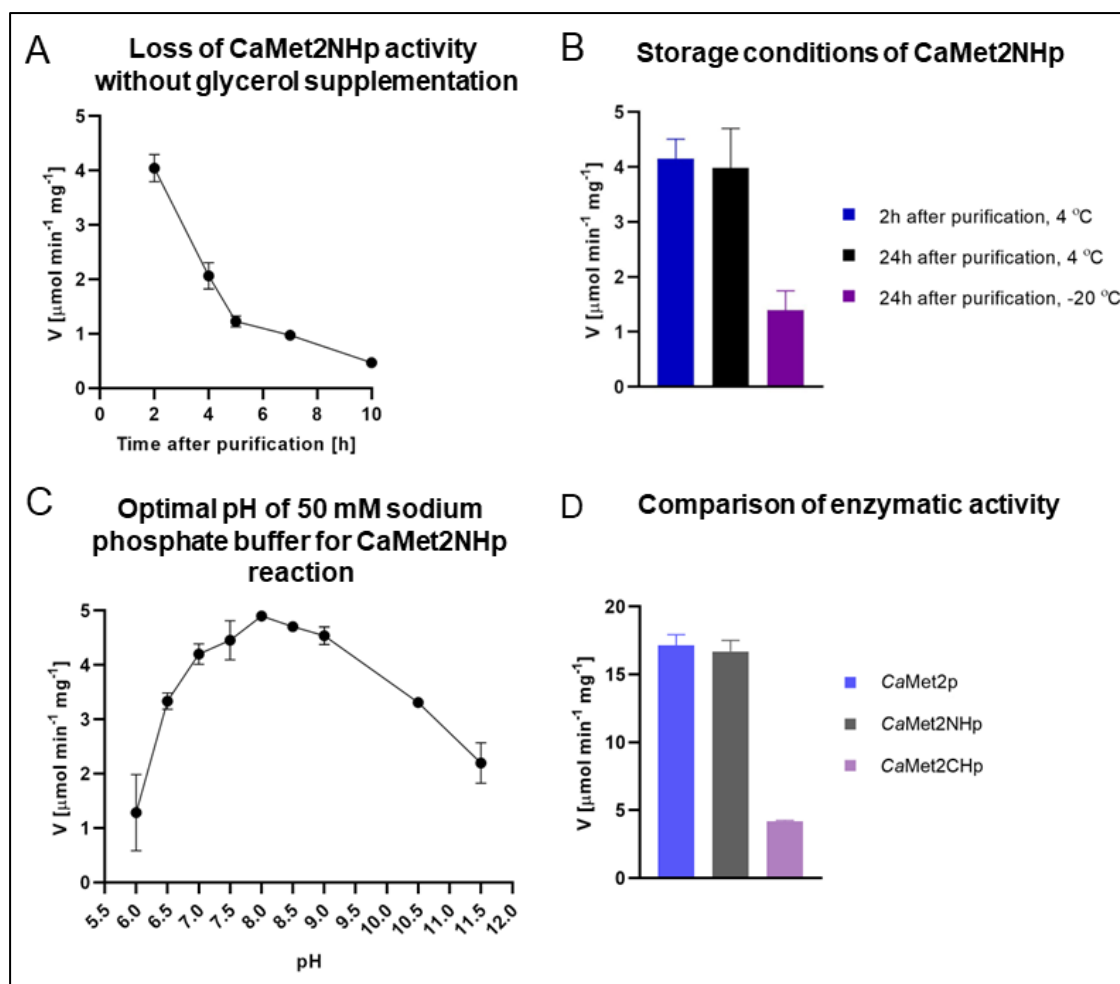 A
Loss of CaMet2NHp activity
without glycerol supplementation
V [µmol min⁻¹ mg⁻¹]
5
4
3
2
1
0
0 2 4 6 8 10
Time after purification [h]
B
Storage conditions of CaMet2NHp
V [µmol min⁻¹ mg⁻¹]
5
4
3
2
1
0
2h after purification, 4 °C
24h after purification, 4 °C
24h after purification, -20 °C
C
Optimal pH of 50 mM sodium
phosphate buffer for CaMet2NHp
reaction
V [µmol min⁻¹ mg⁻¹]
5
4
3
2
1
0
5.5 6.0 6.5 7.0 7.5 8.0 8.5 9.0 9.5 10.0 10.5 11.0 11.5 12.0
pH
D
Comparison of enzymatic activity
V [µmol min⁻¹ mg⁻¹]
20
15
10
5
0
CaMet2p
CaMet2NHp
CaMet2CHp